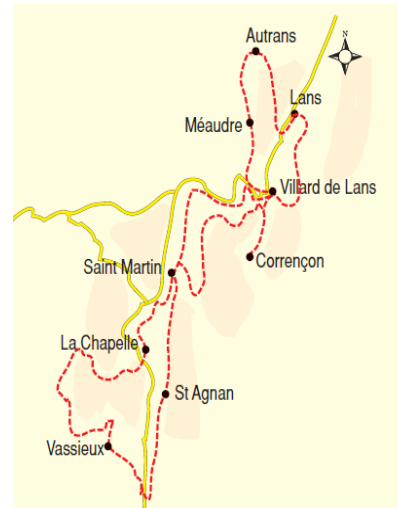 Autrans
N
Lans
Méaudre
Villard de Lans
Corrençon
Saint Martin
La Chapelle
St Agnan
Vassieux